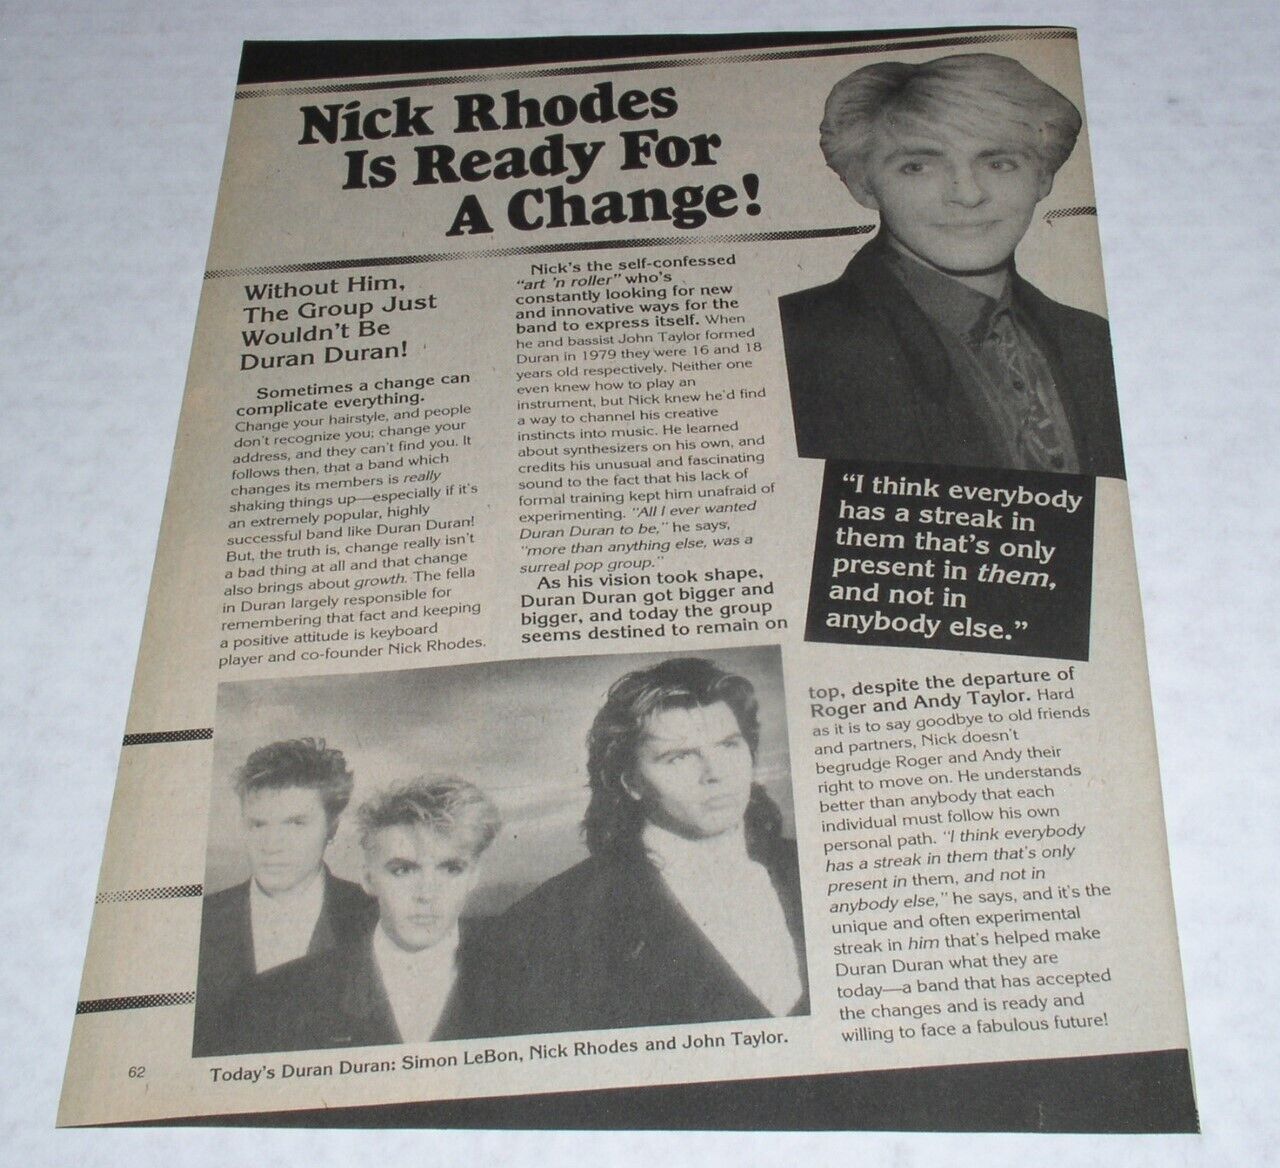 Nick Rhodes
Is Ready For
A Change!
Without Him,
The Group Just
Wouldn't Be
Duran Duran!
Sometimes a change can
complicate everything.
Change your hairstyle, and people
don't recognize you; change your
address, and they can't find you. It
follows then, that a band which
changes its members is really
shaking things up—especially if it's
an extremely popular, highly
successful band like Duran Duran!
But, the truth is, change really isn't
a bad thing at all and that change
also brings about growth. The fella
in Duran largely responsible for
remembering that fact and keeping
a positive attitude is keyboard
player and co-founder Nick Rhodes.
Nick's the self-confessed
"art 'n roller" who's
constantly looking for new
and innovative ways for the
band to express itself. When
he and bassist John Taylor formed
Duran in 1979 they were 16 and 18
years old respectively. Neither one
even knew how to play an
instrument, but Nick knew he'd find
a way to channel his creative
instincts into music. He learned
about synthesizers on his own, and
credits his unusual and fascinating
sound to the fact that his lack of
formal training kept him unafraid of
experimenting. "All I ever wanted
Duran Duran to be," he says,
"more than anything else, was a
surreal pop group."
As his vision took shape,
Duran Duran got bigger and
bigger, and today the group
seems destined to remain on
"I think everybody
has a streak in
them that's only
present in them,
and not in
anybody else."
top, despite the departure of
Roger and Andy Taylor. Hard
as it is to say goodbye to old friends
and partners, Nick doesn't
begrudge Roger and Andy their
right to move on. He understands
better than anybody that each
individual must follow his own
personal path. "I think everybody
has a streak in them that's only
present in them, and not in
anybody else," he says, and it's the
unique and often experimental
streak in him that's helped make
Duran Duran what they are
today—a band that has accepted
the changes and is ready and
willing to face a fabulous future!
Today's Duran Duran: Simon LeBon, Nick Rhodes and John Taylor.
62